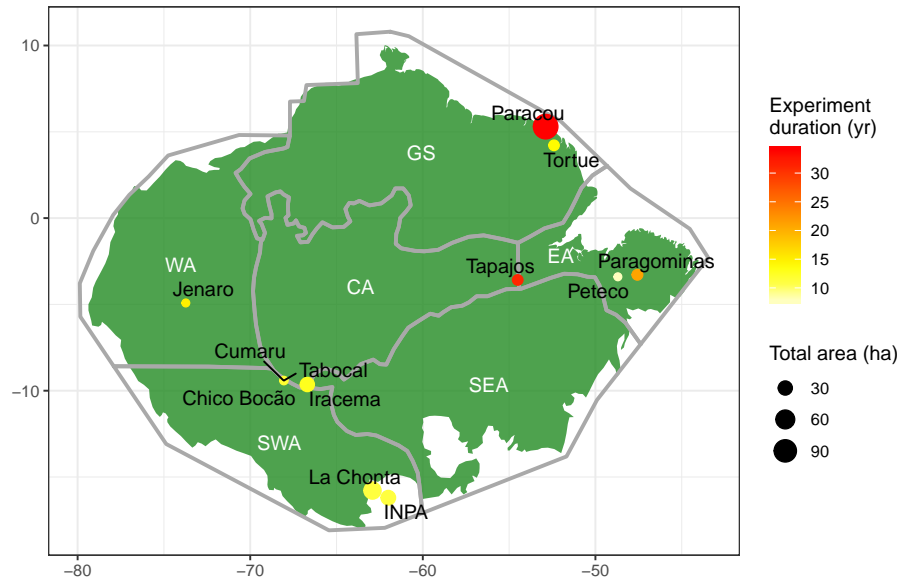 10
0
−10
−80
−70
−60
−50
Paracou
Tortue
GS
WA
Jenaro
CA
Tapajos
EA
Paragominas
Peteco
Cumaru
Tabocal
Chico Bocão
Iracema
SEA
SWA
La Chonta
INPA
Experiment
duration (yr)
30
20
10
Total area (ha)
30
60
90